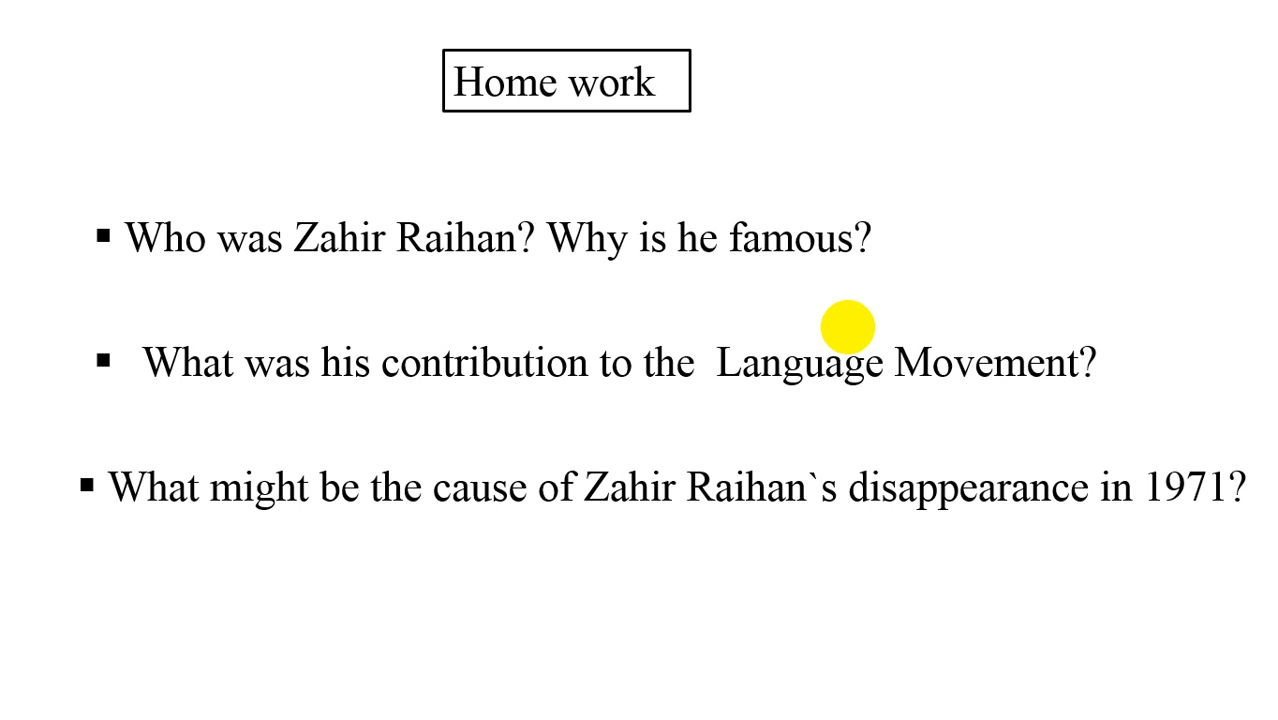 Home work
▪ Who was Zahir Raihan? Why is he famous?
▪ What was his contribution to the Language Movement?
▪ What might be the cause of Zahir Raihan`s disappearance in 1971?